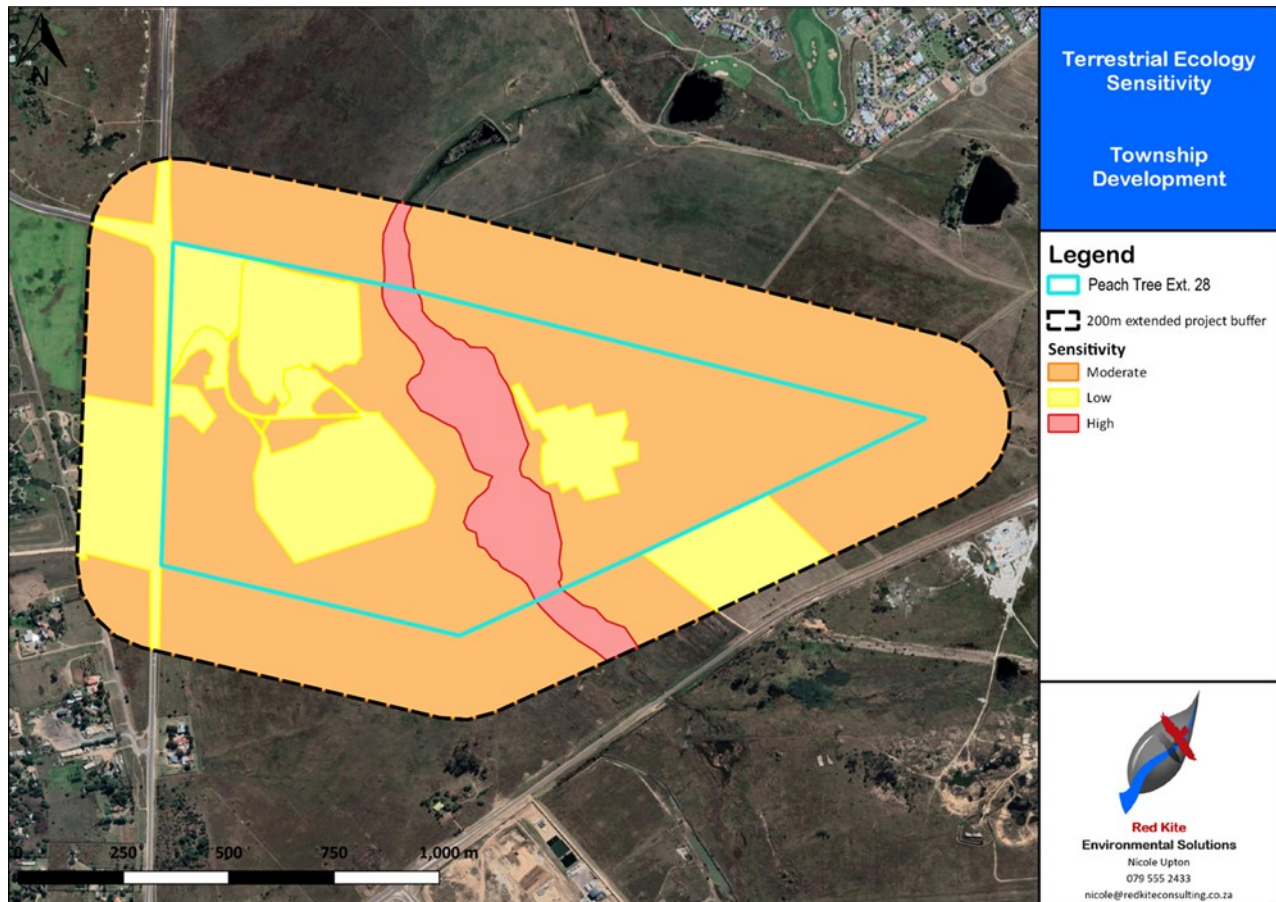 N
0
250
500
750
1,000 m
Terrestrial Ecology
Sensitivity
Township
Development
Legend
Peach Tree Ext. 28
200m extended project buffer
Sensitivity
Moderate
Low
High
Red Kite
Environmental Solutions
Nicole Upton
079 555 2433
nicole@redkiteconsulting.co.za